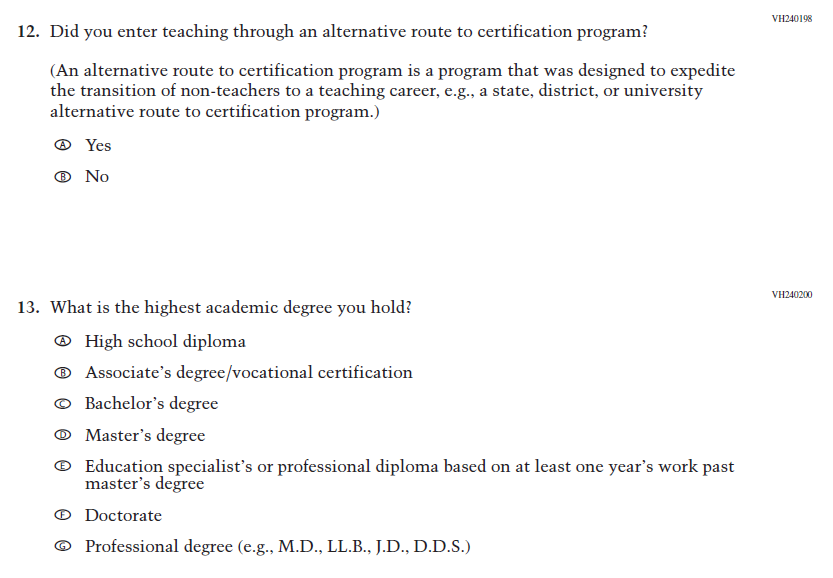 VH240198
12. Did you enter teaching through an alternative route to certification program?
(An alternative route to certification program is a program that was designed to expedite
the transition of non-teachers to a teaching career, e.g., a state, district, or university
alternative route to certification program.)
A Yes
B No
VH240200
13. What is the highest academic degree you hold?
A High school diploma
B Associate's degree/vocational certification
C Bachelor's degree
D Master's degree
E Education specialist's or professional diploma based on at least one year's work past
master's degree
F Doctorate
G Professional degree (e.g., M.D., LL.B., J.D., D.D.S.)